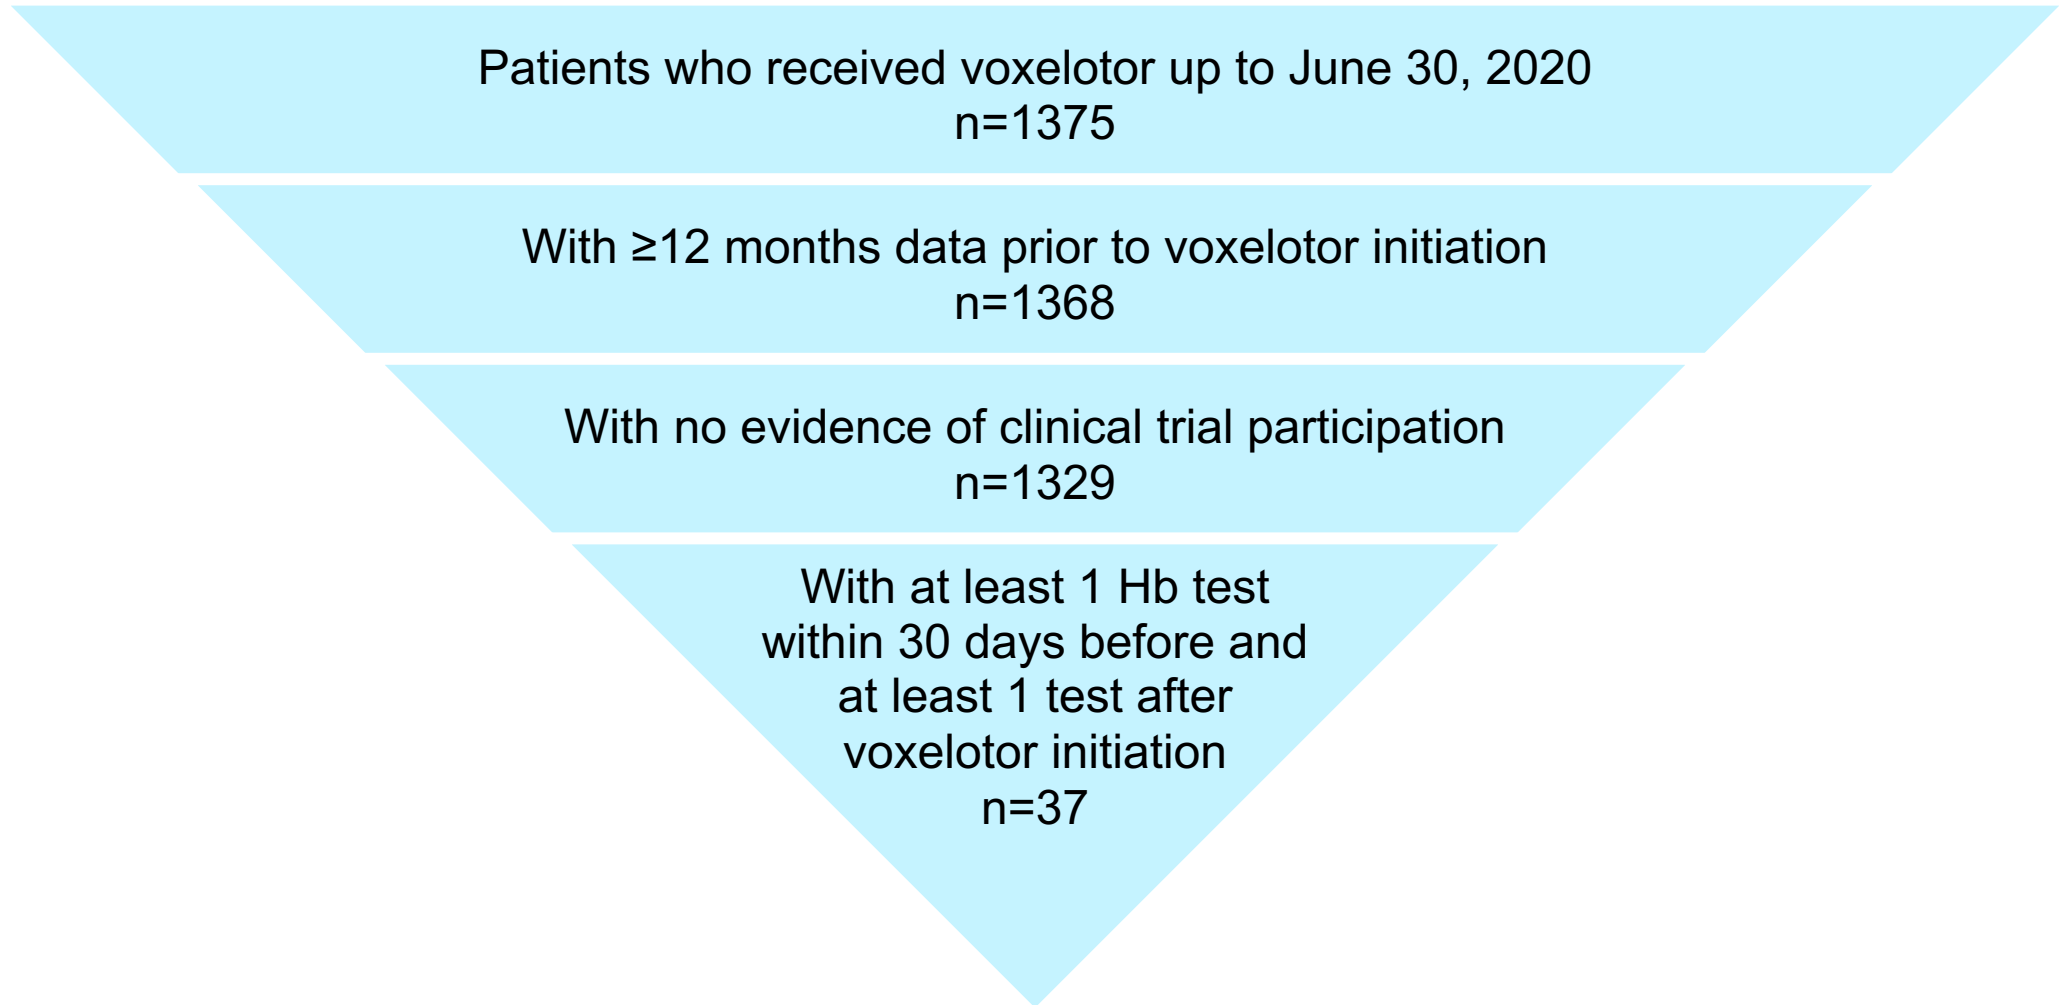 Patients who received voxelotor up to June 30, 2020
n=1375
With ≥12 months data prior to voxelotor initiation
n=1368
With no evidence of clinical trial participation
n=1329
With at least 1 Hb test
within 30 days before and
at least 1 test after
voxelotor initiation
n=37